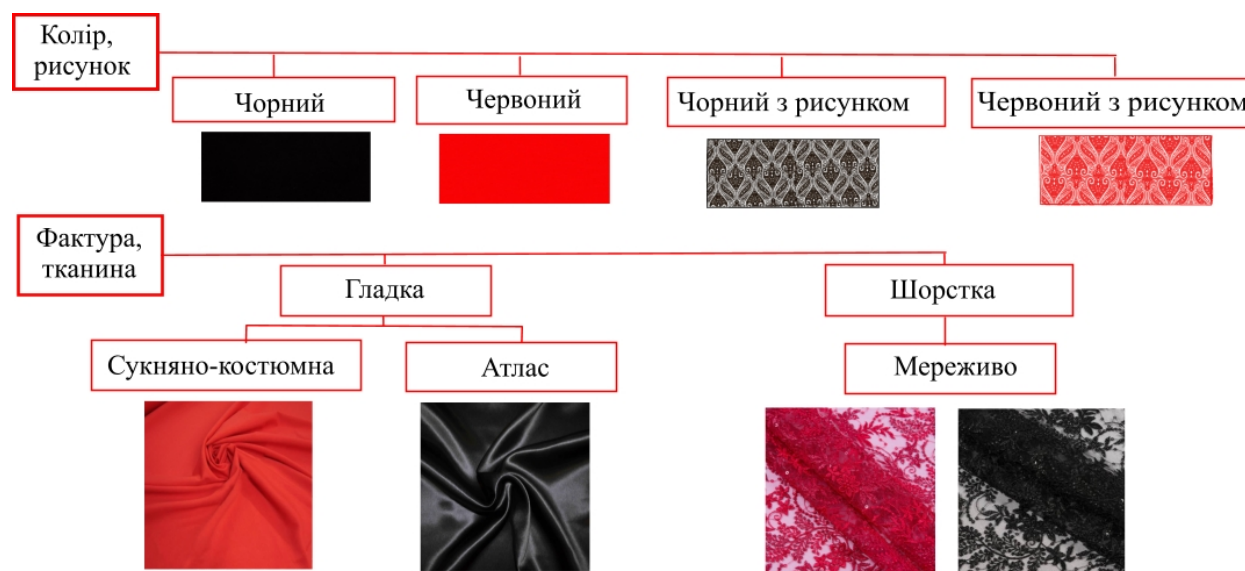 Колір,
рисунок
Чорний
Червоний
Чорний з рисунком
Червоний з рисунком
Фактура,
тканина
Гладка
Шорстка
Сукняно-костюмна
Атлас
Мереживо